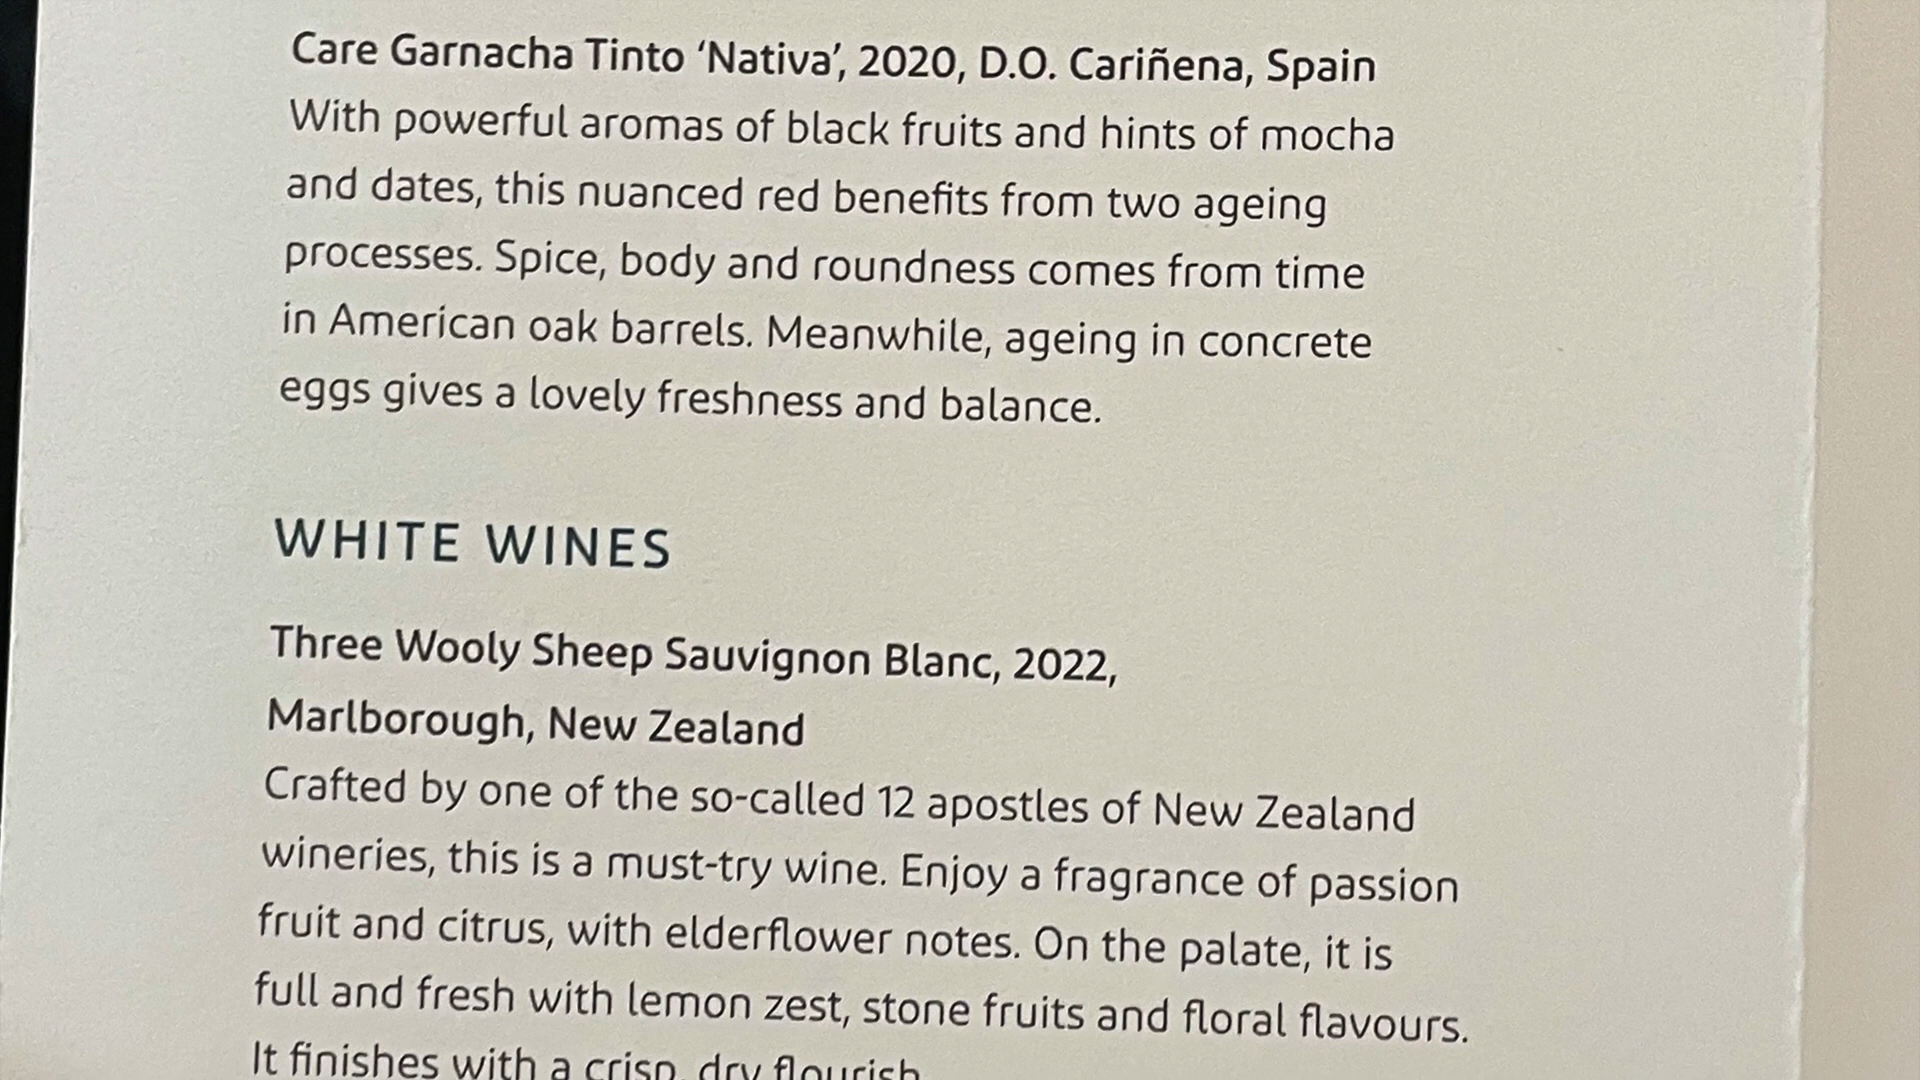 Care Garnacha Tinto ‘Nativa’, 2020, D.O. Cariñena, Spain
With powerful aromas of black fruits and hints of mocha
and dates, this nuanced red benefits from two ageing
processes. Spice, body and roundness comes from time
in American oak barrels. Meanwhile, ageing in concrete
eggs gives a lovely freshness and balance.
WHITE WINES
Three Wooly Sheep Sauvignon Blanc, 2022,
Marlborough, New Zealand
Crafted by one of the so-called 12 apostles of New Zealand
wineries, this is a must-try wine. Enjoy a fragrance of passion
fruit and citrus, with elderflower notes. On the palate, it is
full and fresh with lemon zest, stone fruits and floral flavours.
It finishes with a crisp, dry flourish